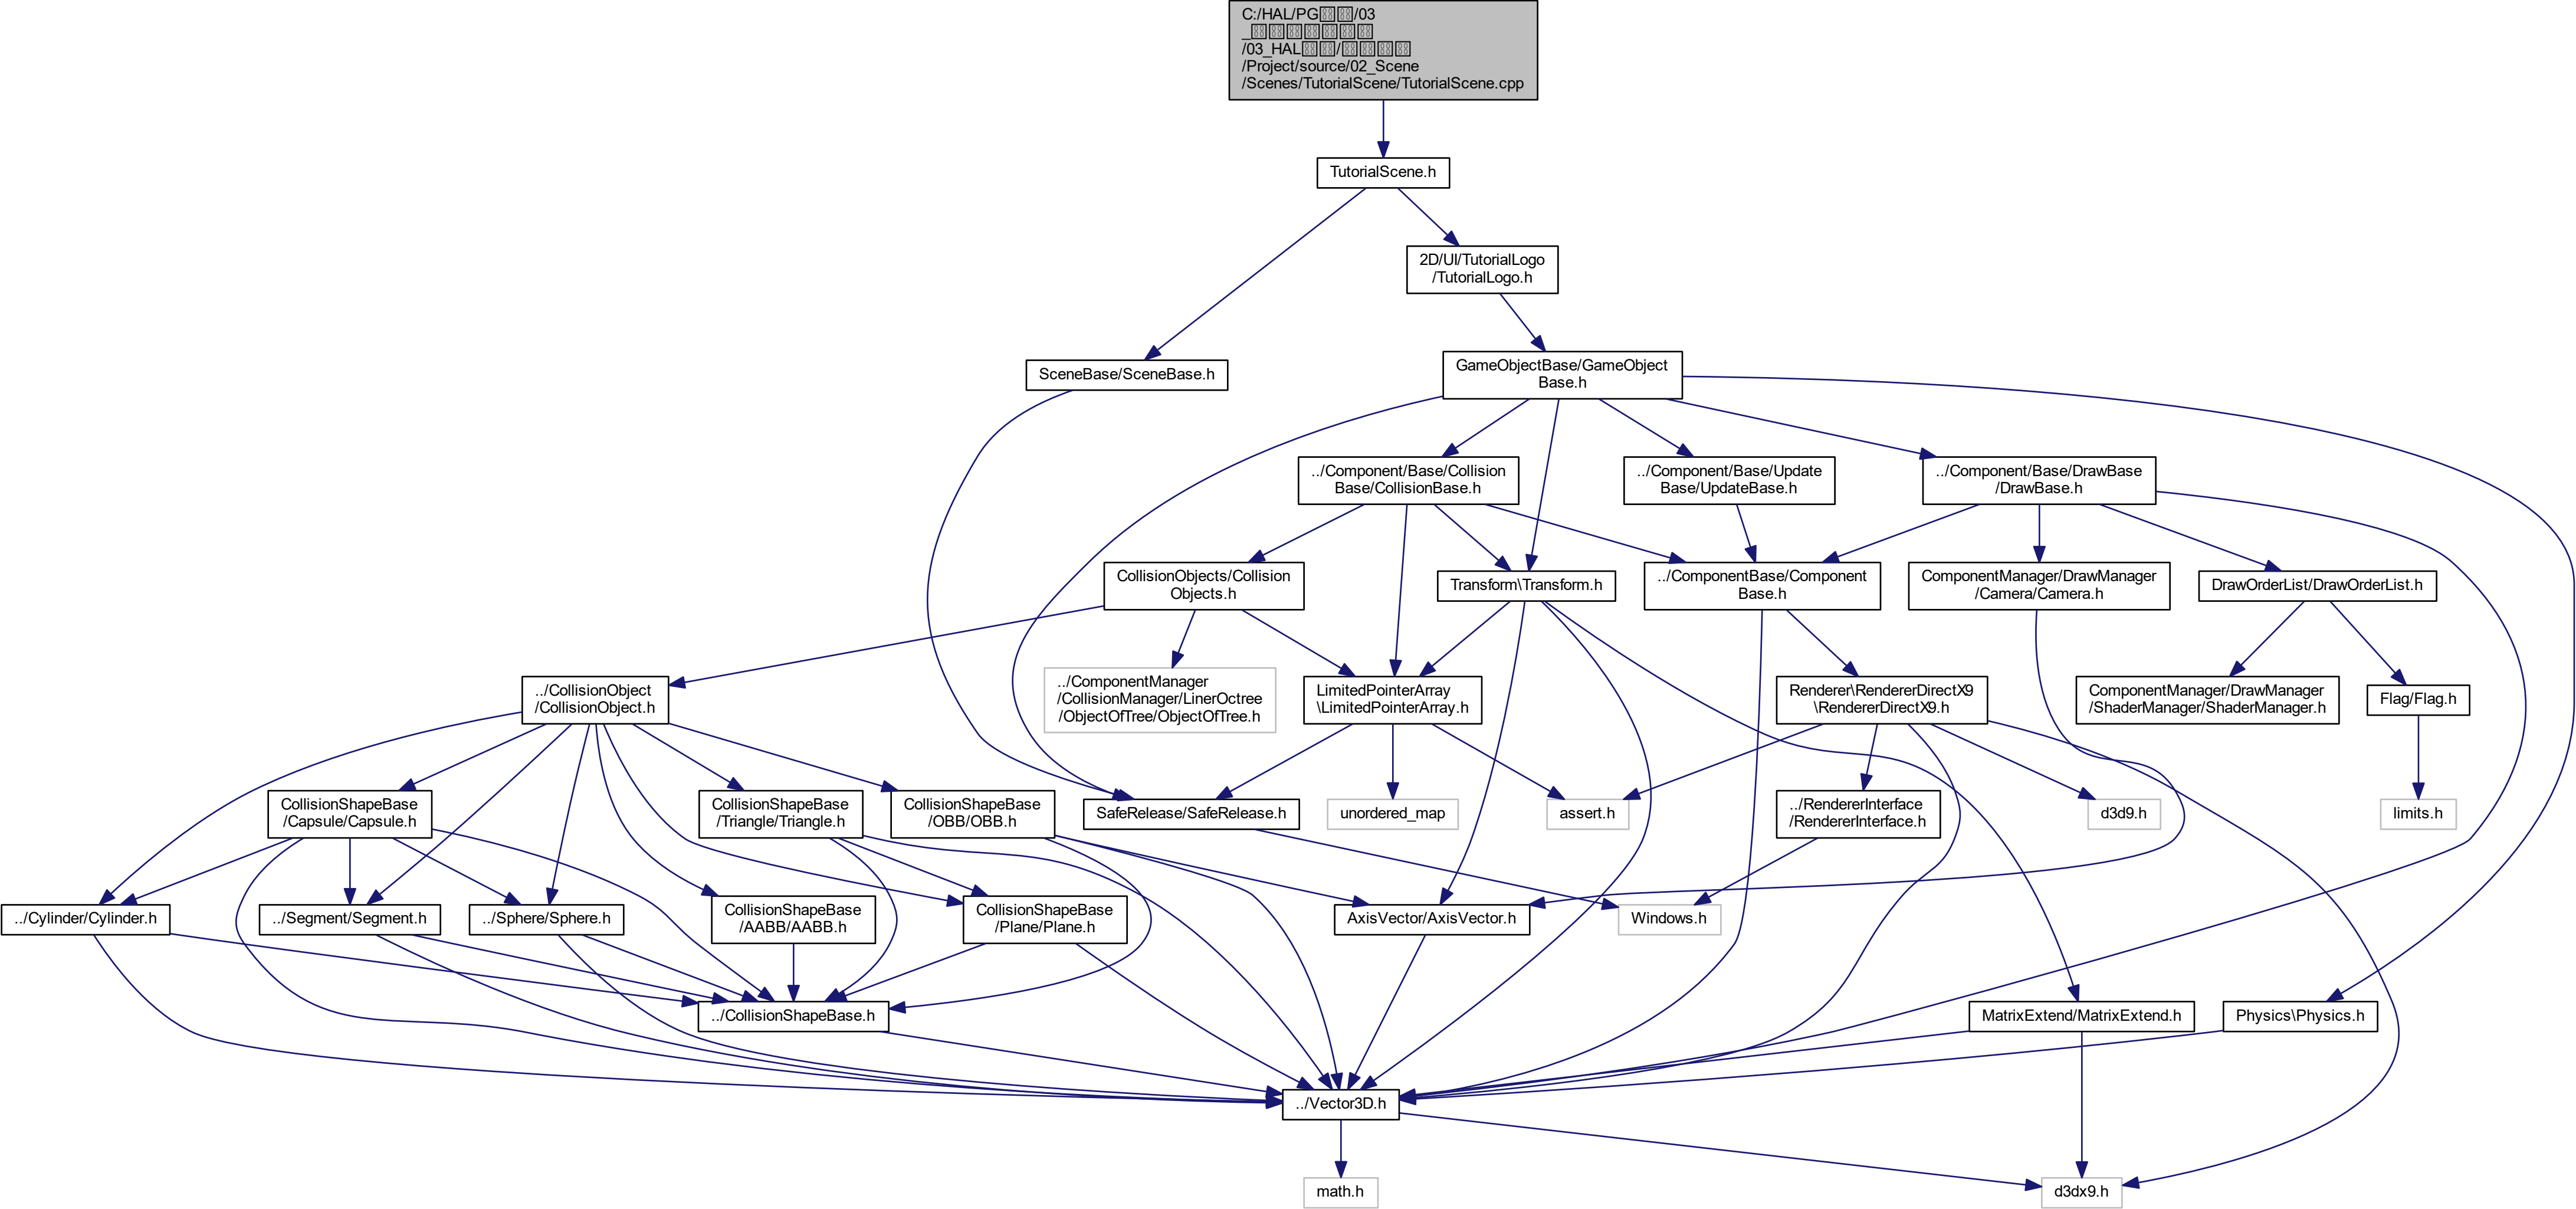 C:/HAL/PG/03
_
/03_HAL/
/Project/source/02_Scene
/Scenes/TutorialScene/TutorialScene.cpp
TutorialScene.h
2D/UI/TutorialLogo
/TutorialLogo.h
SceneBase/SceneBase.h
GameObjectBase/GameObject
Base.h
../Component/Base/Collision
Base/CollisionBase.h
../Component/Base/Update
Base/UpdateBase.h
../Component/Base/DrawBase
/DrawBase.h
CollisionObjects/Collision
Objects.h
Transform\Transform.h
../ComponentBase/Component
Base.h
ComponentManager/DrawManager
/Camera/Camera.h
DrawOrderList/DrawOrderList.h
../CollisionObject
/CollisionObject.h
../ComponentManager
/CollisionManager/LinerOctree
/ObjectOfTree/ObjectOfTree.h
LimitedPointerArray
\LimitedPointerArray.h
Renderer\RendererDirectX9
\RendererDirectX9.h
ComponentManager/DrawManager
/ShaderManager/ShaderManager.h
Flag/Flag.h
CollisionShapeBase
/Capsule/Capsule.h
CollisionShapeBase
/Triangle/Triangle.h
CollisionShapeBase
/OBB/OBB.h
SafeRelease/SafeRelease.h
unordered_map
assert.h
../RendererInterface
/RendererInterface.h
d3d9.h
limits.h
../Cylinder/Cylinder.h
../Segment/Segment.h
../Sphere/Sphere.h
CollisionShapeBase
/AABB/AABB.h
CollisionShapeBase
/Plane/Plane.h
AxisVector/AxisVector.h
Windows.h
../CollisionShapeBase.h
MatrixExtend/MatrixExtend.h
Physics\Physics.h
../Vector3D.h
math.h
d3dx9.h